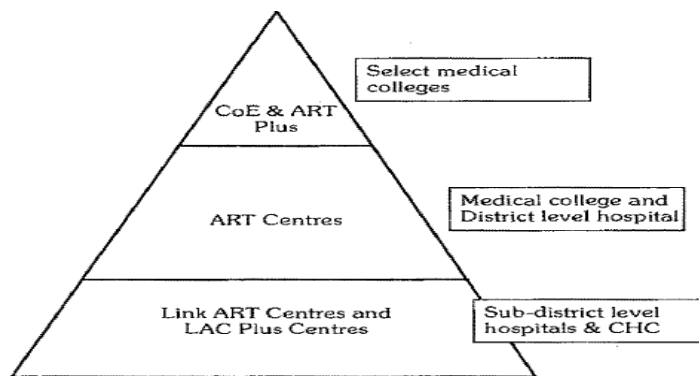 Select medical
colleges
CoE & ART
Plus
Medical college and
District level hospital
ART Centres
Link ART Centres and
LAC Plus Centres
Sub-district level
hospitals & CHC